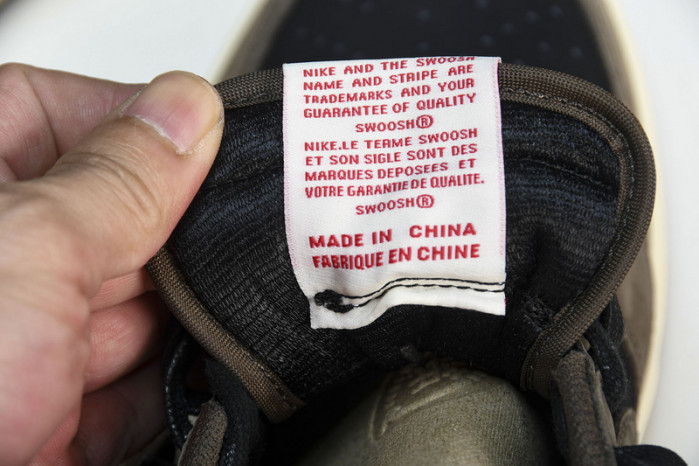 NIKE AND THE SWOOSH
NAME AND STRIPE ARE
TRADEMARKS AND YOUR
GUARANTEE OF QUALITY
SWOOSH®
NIKE.LE TERME SWOOSH
ET SON SIGLE SONT DES
MARQUES DEPOSEES ET
VOTRE GARANTIE DE QUALITE.
SWOOSH®
MADE IN CHINA
FABRIQUE EN CHINE